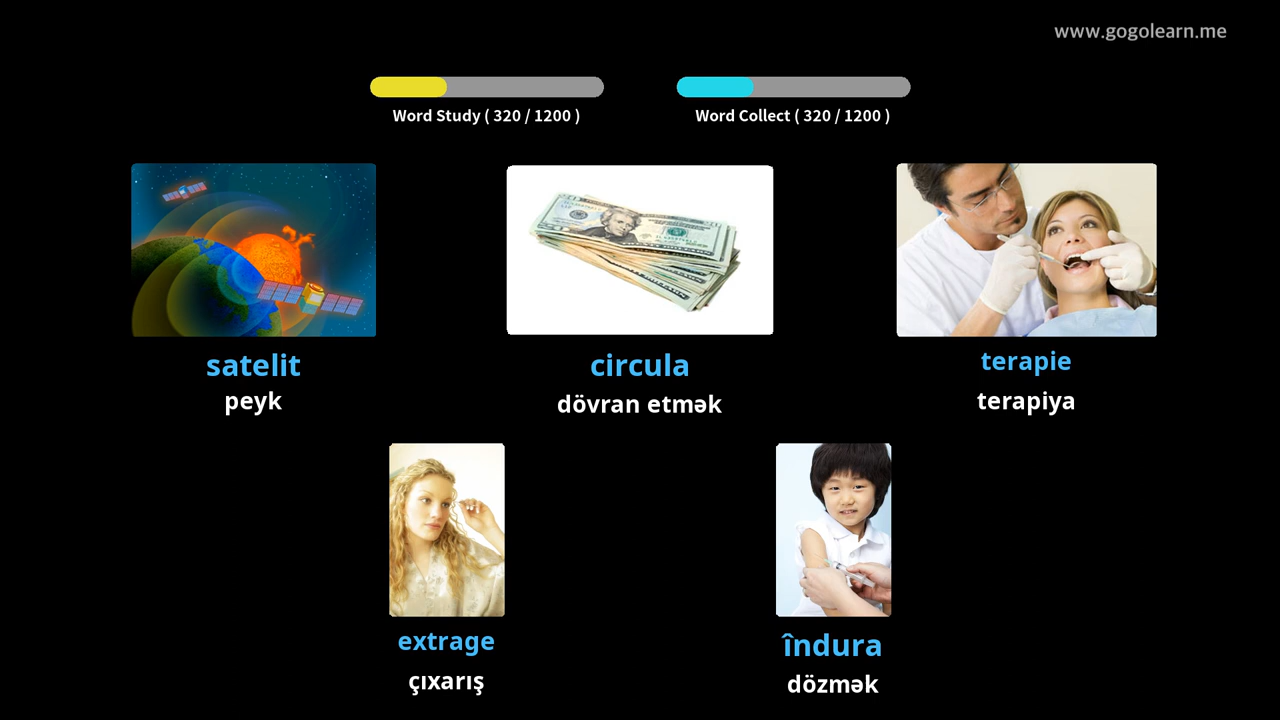 www.gogolearn.me
Word Study ( 320 / 1200 )
Word Collect ( 320 / 1200 )
satelit
peyk
circula
dövran etmək
terapie
terapiya
extrage
çıxarış
îndura
dözmək